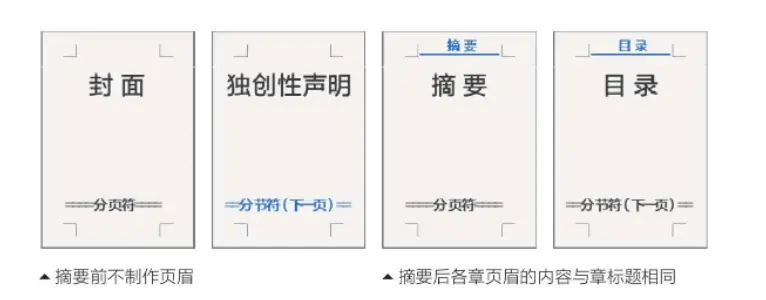 封面
分页符
独创性声明
分节符(下一页)
摘要
摘要
分页符
目录
目录
分节符(下一页)
摘要前不制作页眉
摘要后各章页眉的内容与章标题相同